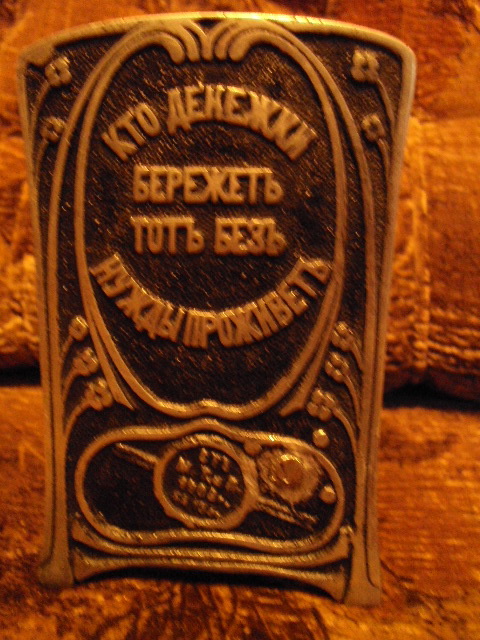 КТО ДЕНЕЖКИ
БЕРЕЖЕТЪ
ТОТЪ БЕЗЪ
НУЖДЫ ПРОЖИВЕТЪ